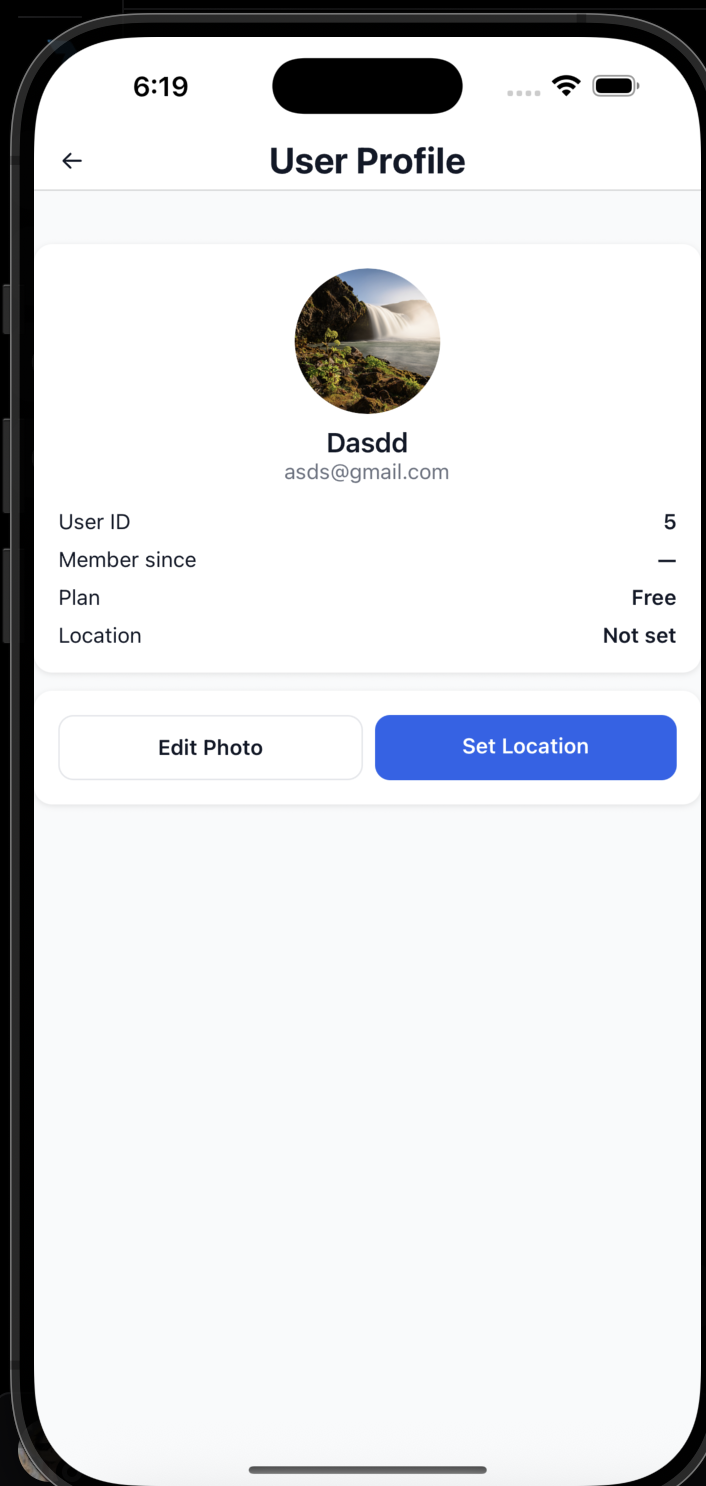 6:19
User Profile
Dasdd
asds@gmail.com
User ID 5
Member since —
Plan Free
Location Not set
Edit Photo Set Location